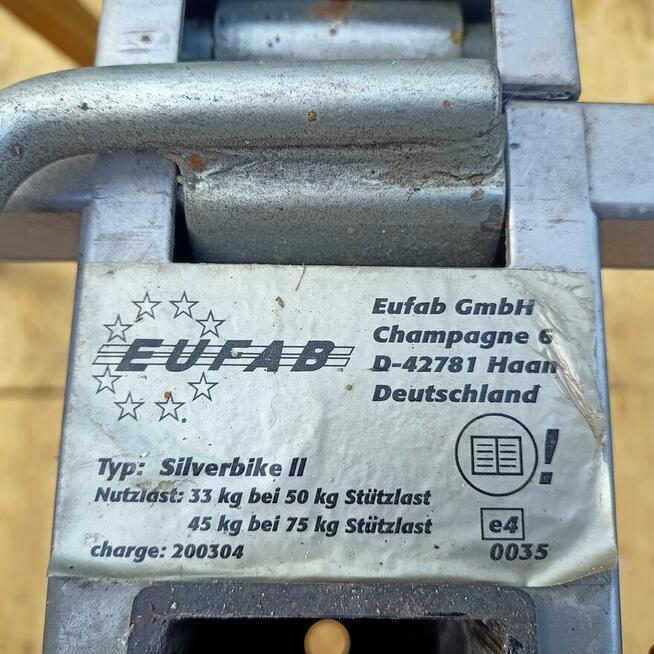 EUFAB
Eufab GmbH
Champagne 6
D-42781 Haan
Deutschland
Typ: Silverbike II
Nutzlast: 33 kg bei 50 kg Stützlast
45 kg bei 75 kg Stützlast
charge: 200304
!
e4
0035